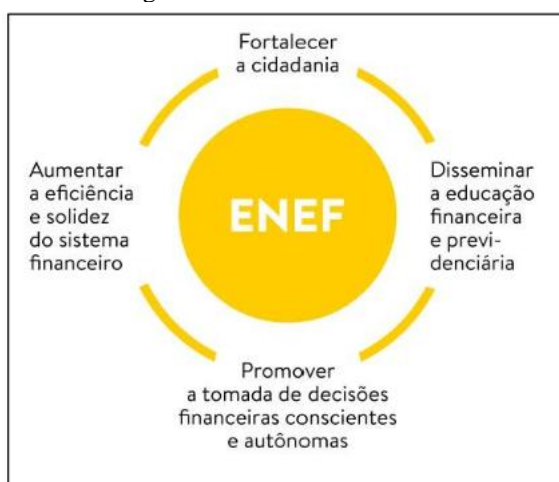 Fortalecer
a cidadania
Aumentar
a eficiência
e solidez
do sistema
financeiro
ENEF
Disseminar
a educação
financeira
e previ-
denciária
Promover
a tomada de decisões
financeiras conscientes
e autônomas